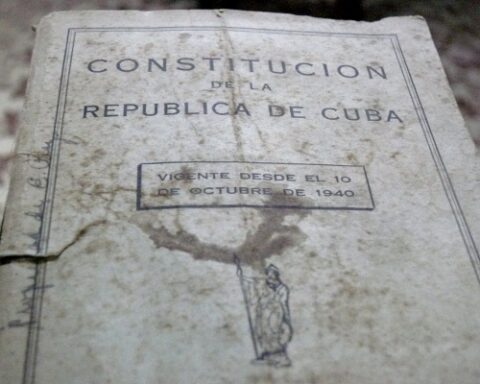 CONSTITUCION
DE LA
REPUBLICA DE CUBA
VIGENTE DESDE EL 10
DE OCTUBRE DE 1940